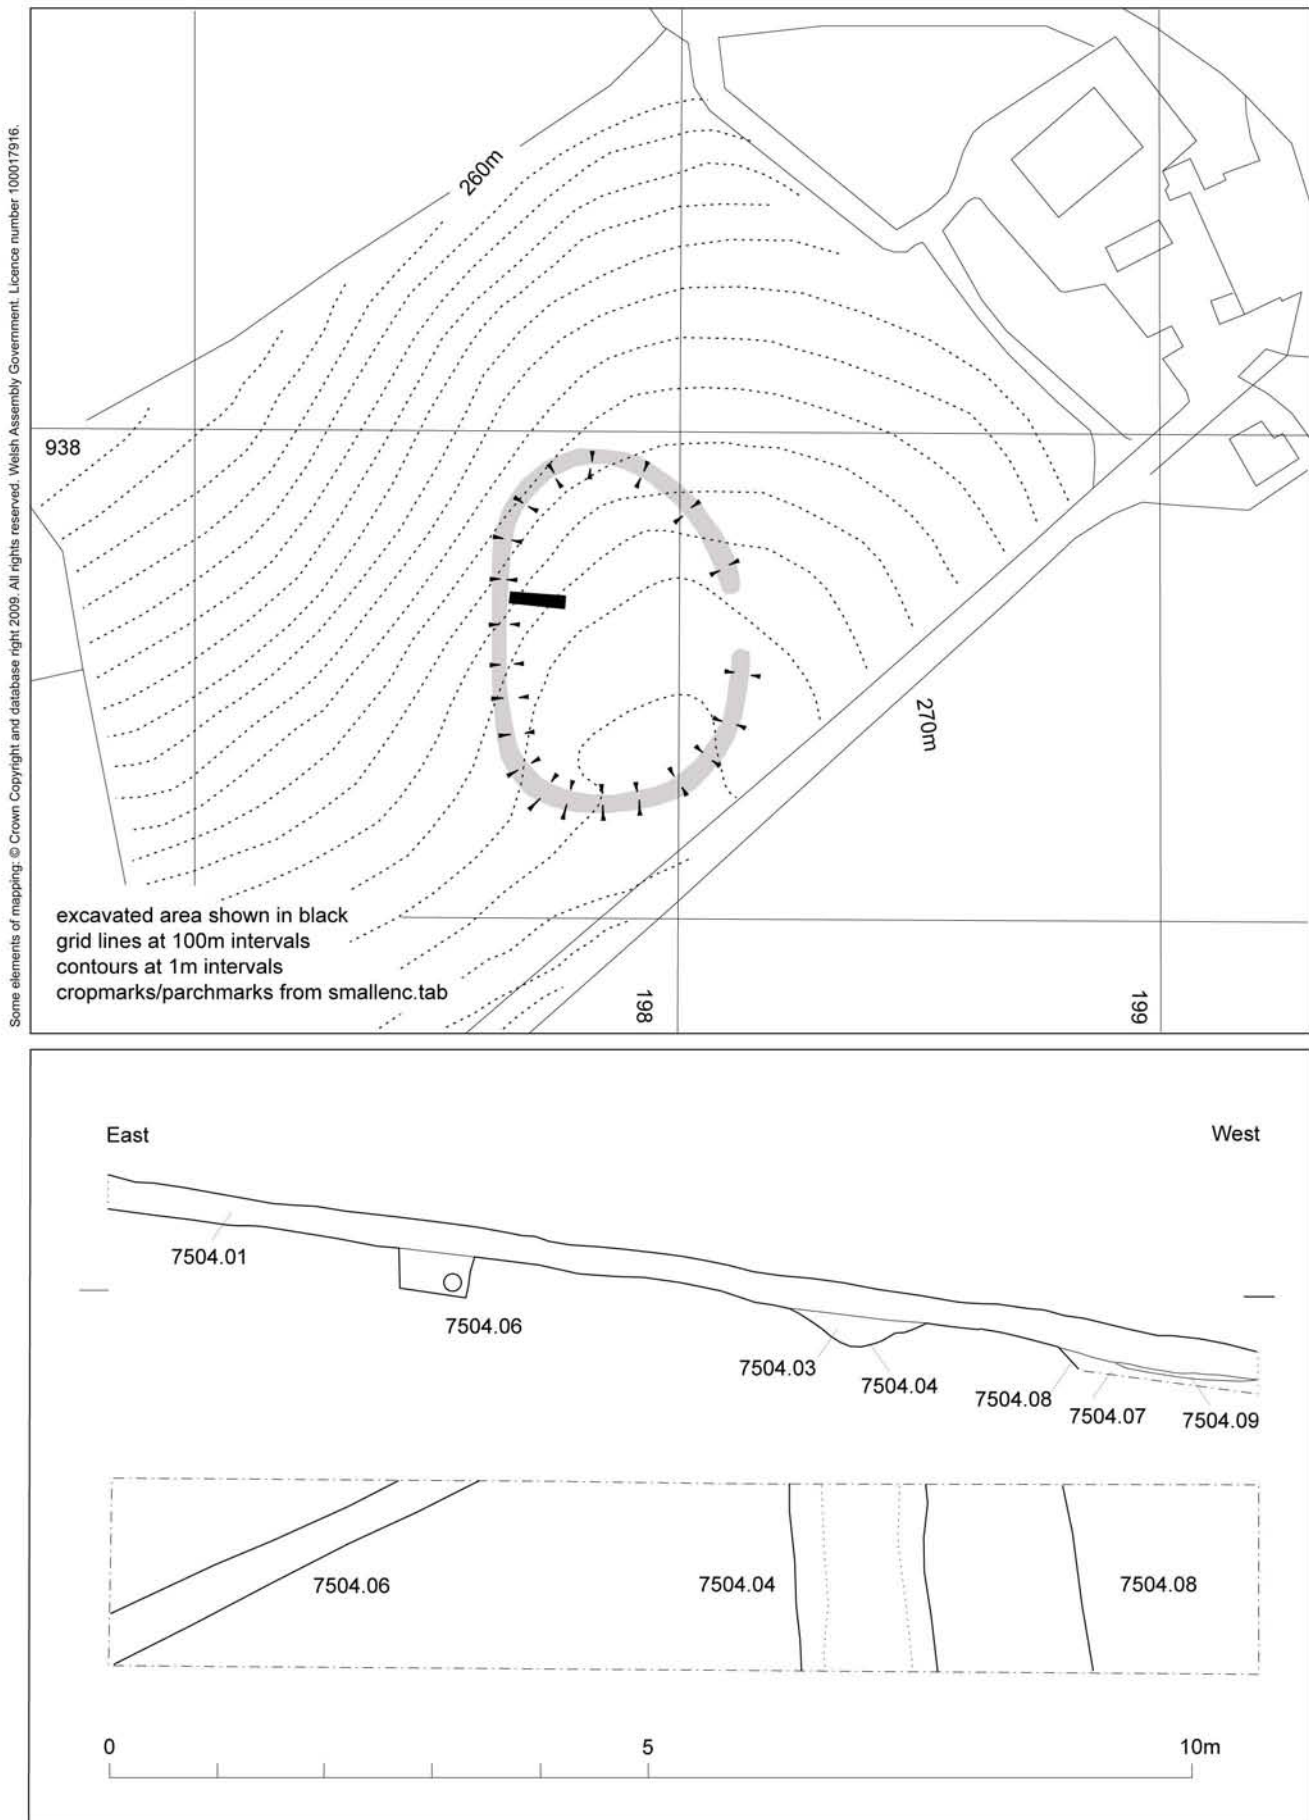 Some elements of mapping: © Crown Copyright and database right 2009. All rights reserved. Welsh Assembly Government. Licence number 100017916.
260m
938
270m
excavated area shown in black
grid lines at 100m intervals
contours at 1m intervals
cropmarks/parchmarks from smallenc.tab
198
199
East
West
7504.01
7504.06
7504.03
7504.04
7504.08
7504.07
7504.09
7504.06
7504.04
7504.08
0
5
10m